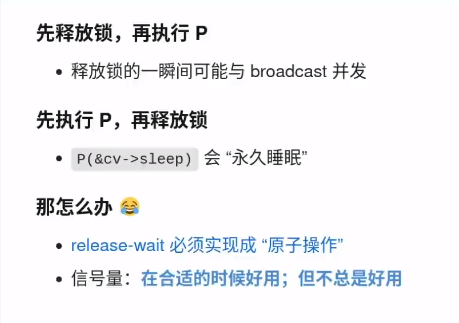 先释放锁，再执行 P
释放锁的一瞬间可能与 broadcast 并发
先执行 P，再释放锁
P(&cv->sleep) 会 “永久睡眠”
那怎么办 😂
release-wait 必须实现成 “原子操作”
信号量：在合适的时候好用；但不总是好用